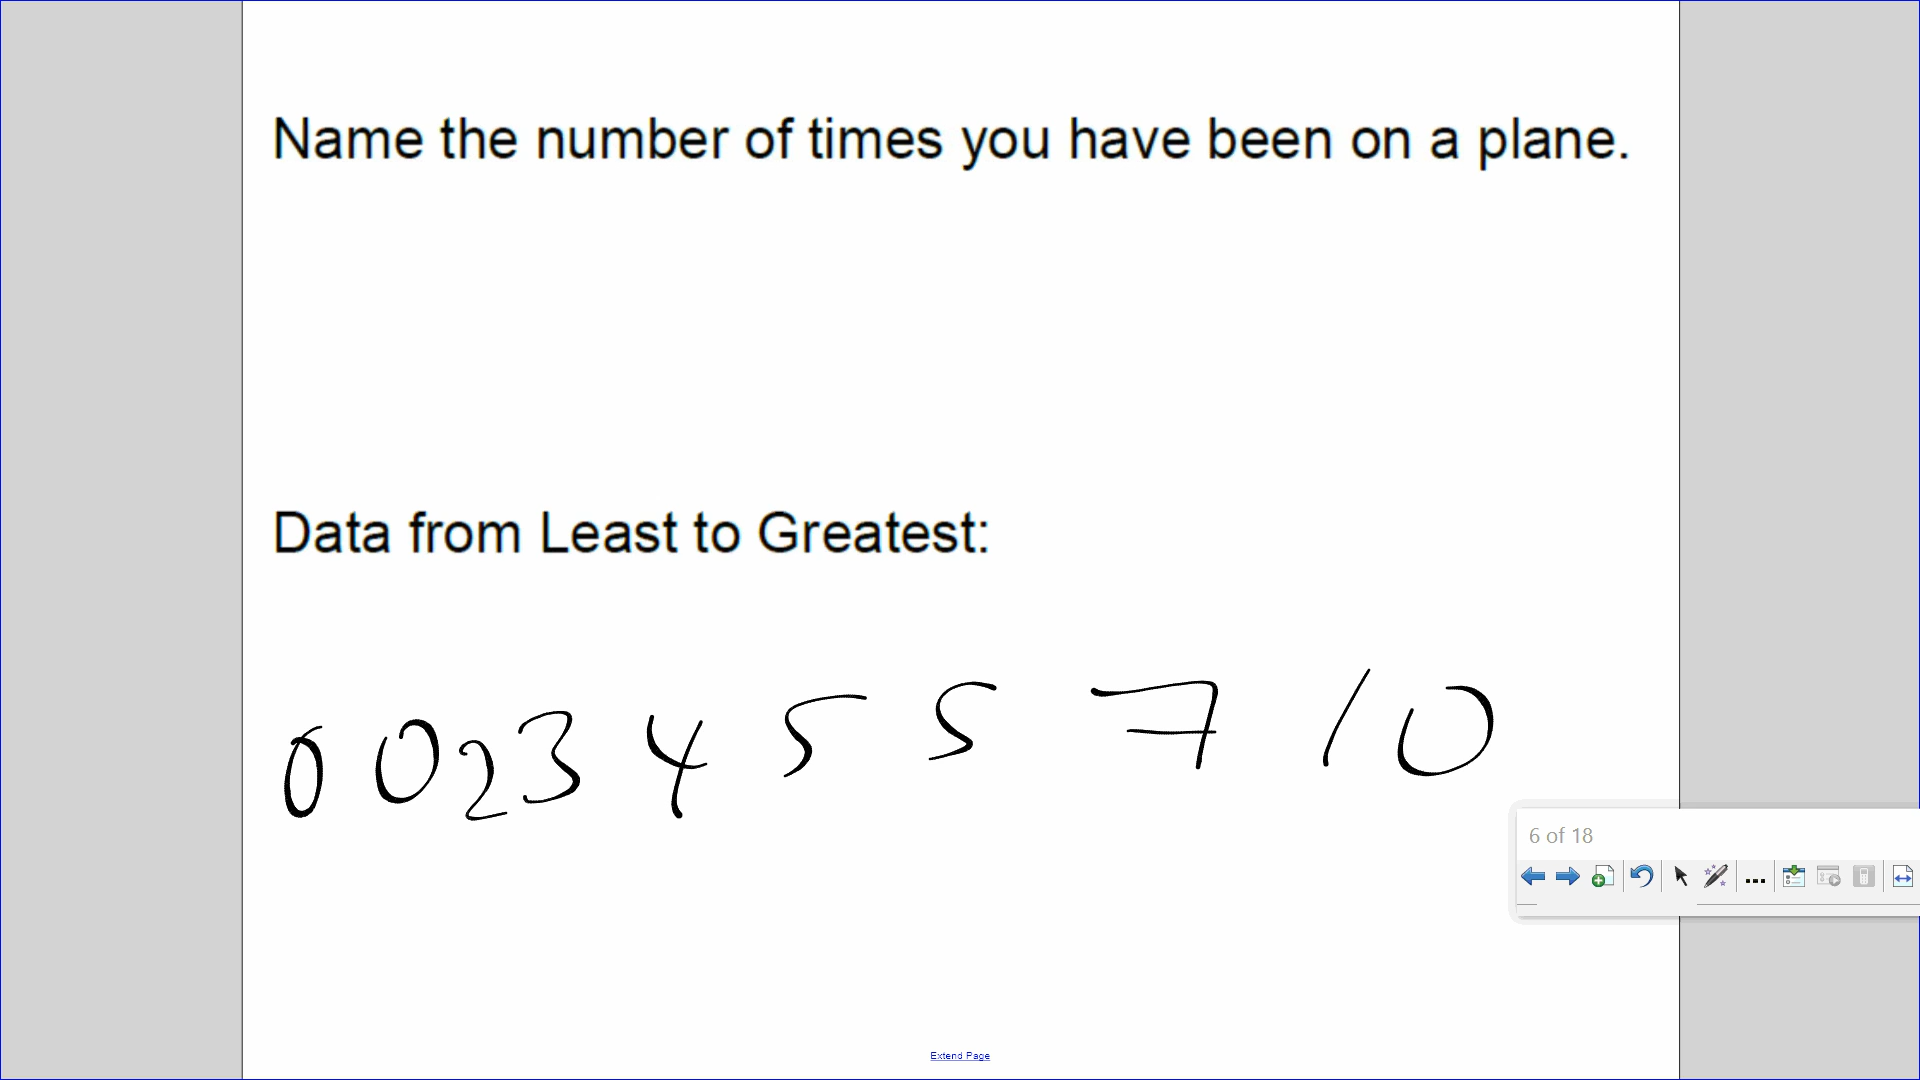 Name the number of times you have been on a plane.
Data from Least to Greatest:
0 0 2 3 4 5 5 7 10
6 of 18
Extend Page